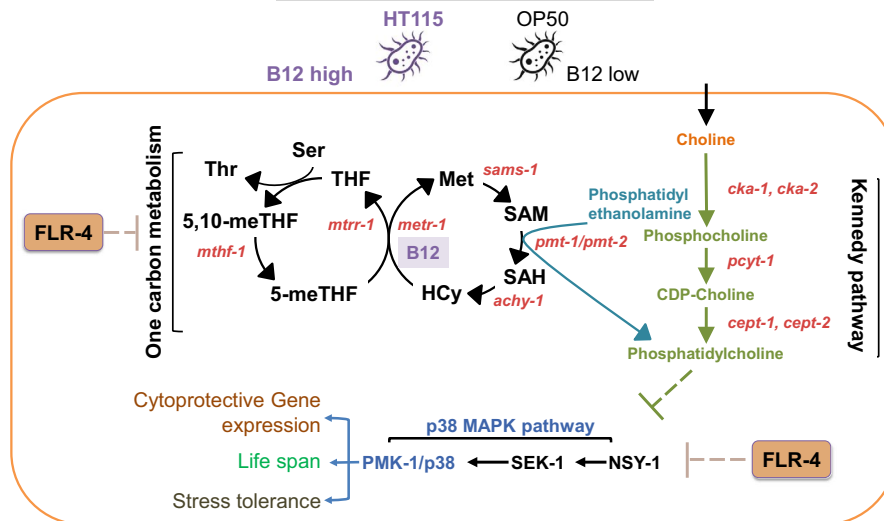 HT115
OP50
B12 high
B12 low
Choline
One carbon metabolism
Ser
Thr
THF
Met
sams-1
cka-1, cka-2
Phosphatidyl
ethanolamine
Kennedy pathway
FLR-4
5,10-meTHF
mtrr-1
metr-1
SAM
Phosphocholine
mthf-1
B12
pmt-1/pmt-2
pcyt-1
SAH
5-meTHF
HCy
achy-1
CDP-Choline
cept-1, cept-2
Phosphatidylcholine
Cytoprotective Gene
expression
p38 MAPK pathway
Life span
PMK-1/p38
SEK-1
NSY-1
FLR-4
Stress tolerance